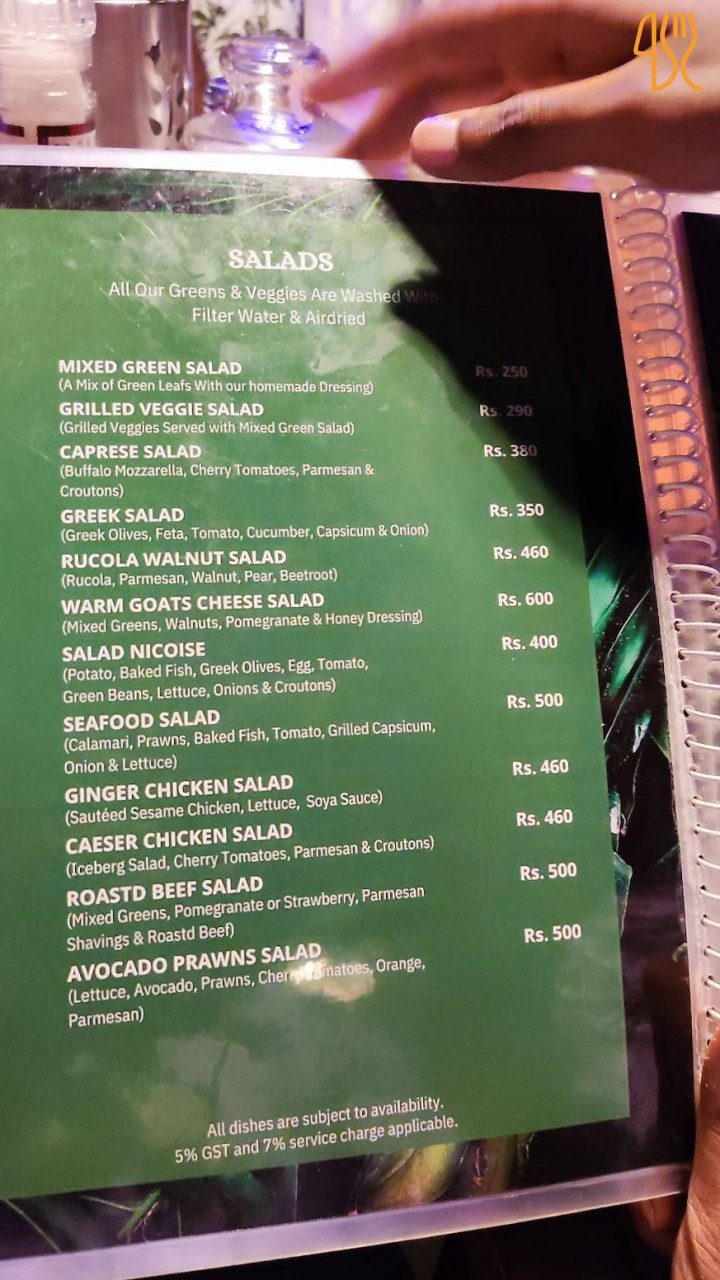 SALADS
All Our Greens & Veggies Are Washed With
Filter Water & Airdried
MIXED GREEN SALAD Rs. 250
(A Mix of Green Leafs With our homemade Dressing)
GRILLED VEGGIE SALAD Rs. 290
(Grilled Veggies Served with Mixed Green Salad)
CAPRESE SALAD Rs. 380
(Buffalo Mozzarella, Cherry Tomatoes, Parmesan &
Croutons)
GREEK SALAD Rs. 350
(Greek Olives, Feta, Tomato, Cucumber, Capsicum & Onion)
RUCOLA WALNUT SALAD Rs. 460
(Rucola, Parmesan, Walnut, Pear, Beetroot)
WARM GOATS CHEESE SALAD Rs. 600
(Mixed Greens, Walnuts, Pomegranate & Honey Dressing)
SALAD NICOISE Rs. 400
(Potato, Baked Fish, Greek Olives, Egg, Tomato,
Green Beans, Lettuce, Onions & Croutons)
SEAFOOD SALAD Rs. 500
(Calamari, Prawns, Baked Fish, Tomato, Grilled Capsicum,
Onion & Lettuce)
GINGER CHICKEN SALAD Rs. 460
(Sautéed Sesame Chicken, Lettuce, Soya Sauce)
CAESER CHICKEN SALAD Rs. 460
(Iceberg Salad, Cherry Tomatoes, Parmesan & Croutons)
ROASTD BEEF SALAD Rs. 500
(Mixed Greens, Pomegranate or Strawberry, Parmesan
Shavings & Roastd Beef)
AVOCADO PRAWNS SALAD Rs. 500
(Lettuce, Avocado, Prawns, Cherry Tomatoes, Orange,
Parmesan)
All dishes are subject to availability.
5% GST and 7% service charge applicable.